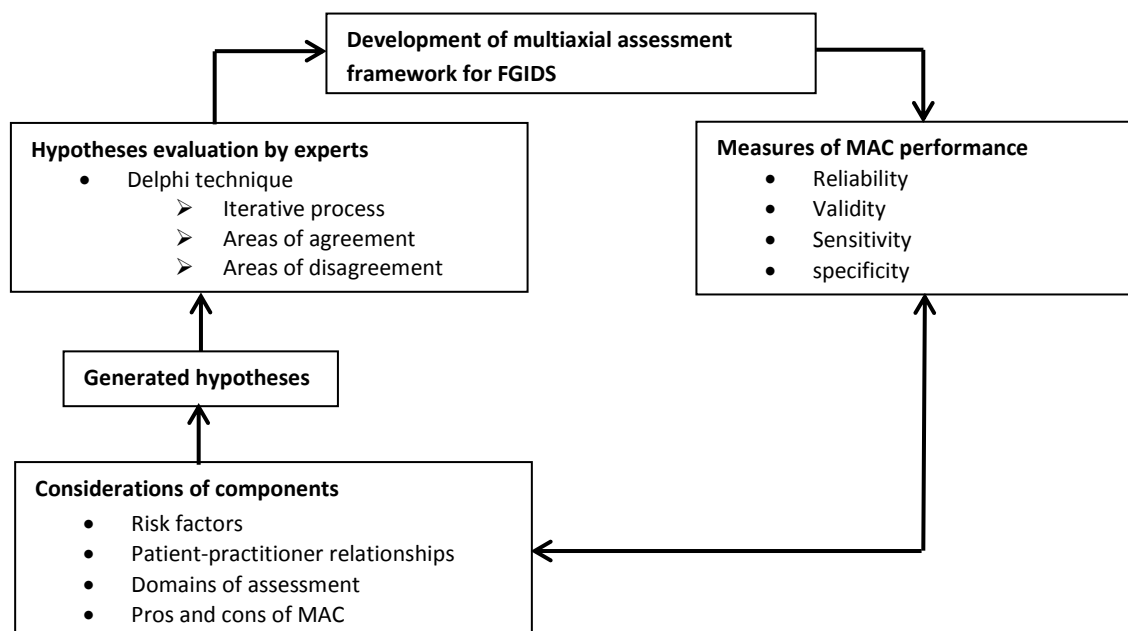 Development of multiaxial assessment
framework for FGIDS
Hypotheses evaluation by experts
• Delphi technique
➢ Iterative process
➢ Areas of agreement
➢ Areas of disagreement
Measures of MAC performance
• Reliability
• Validity
• Sensitivity
• specificity
Generated hypotheses
Considerations of components
• Risk factors
• Patient-practitioner relationships
• Domains of assessment
• Pros and cons of MAC